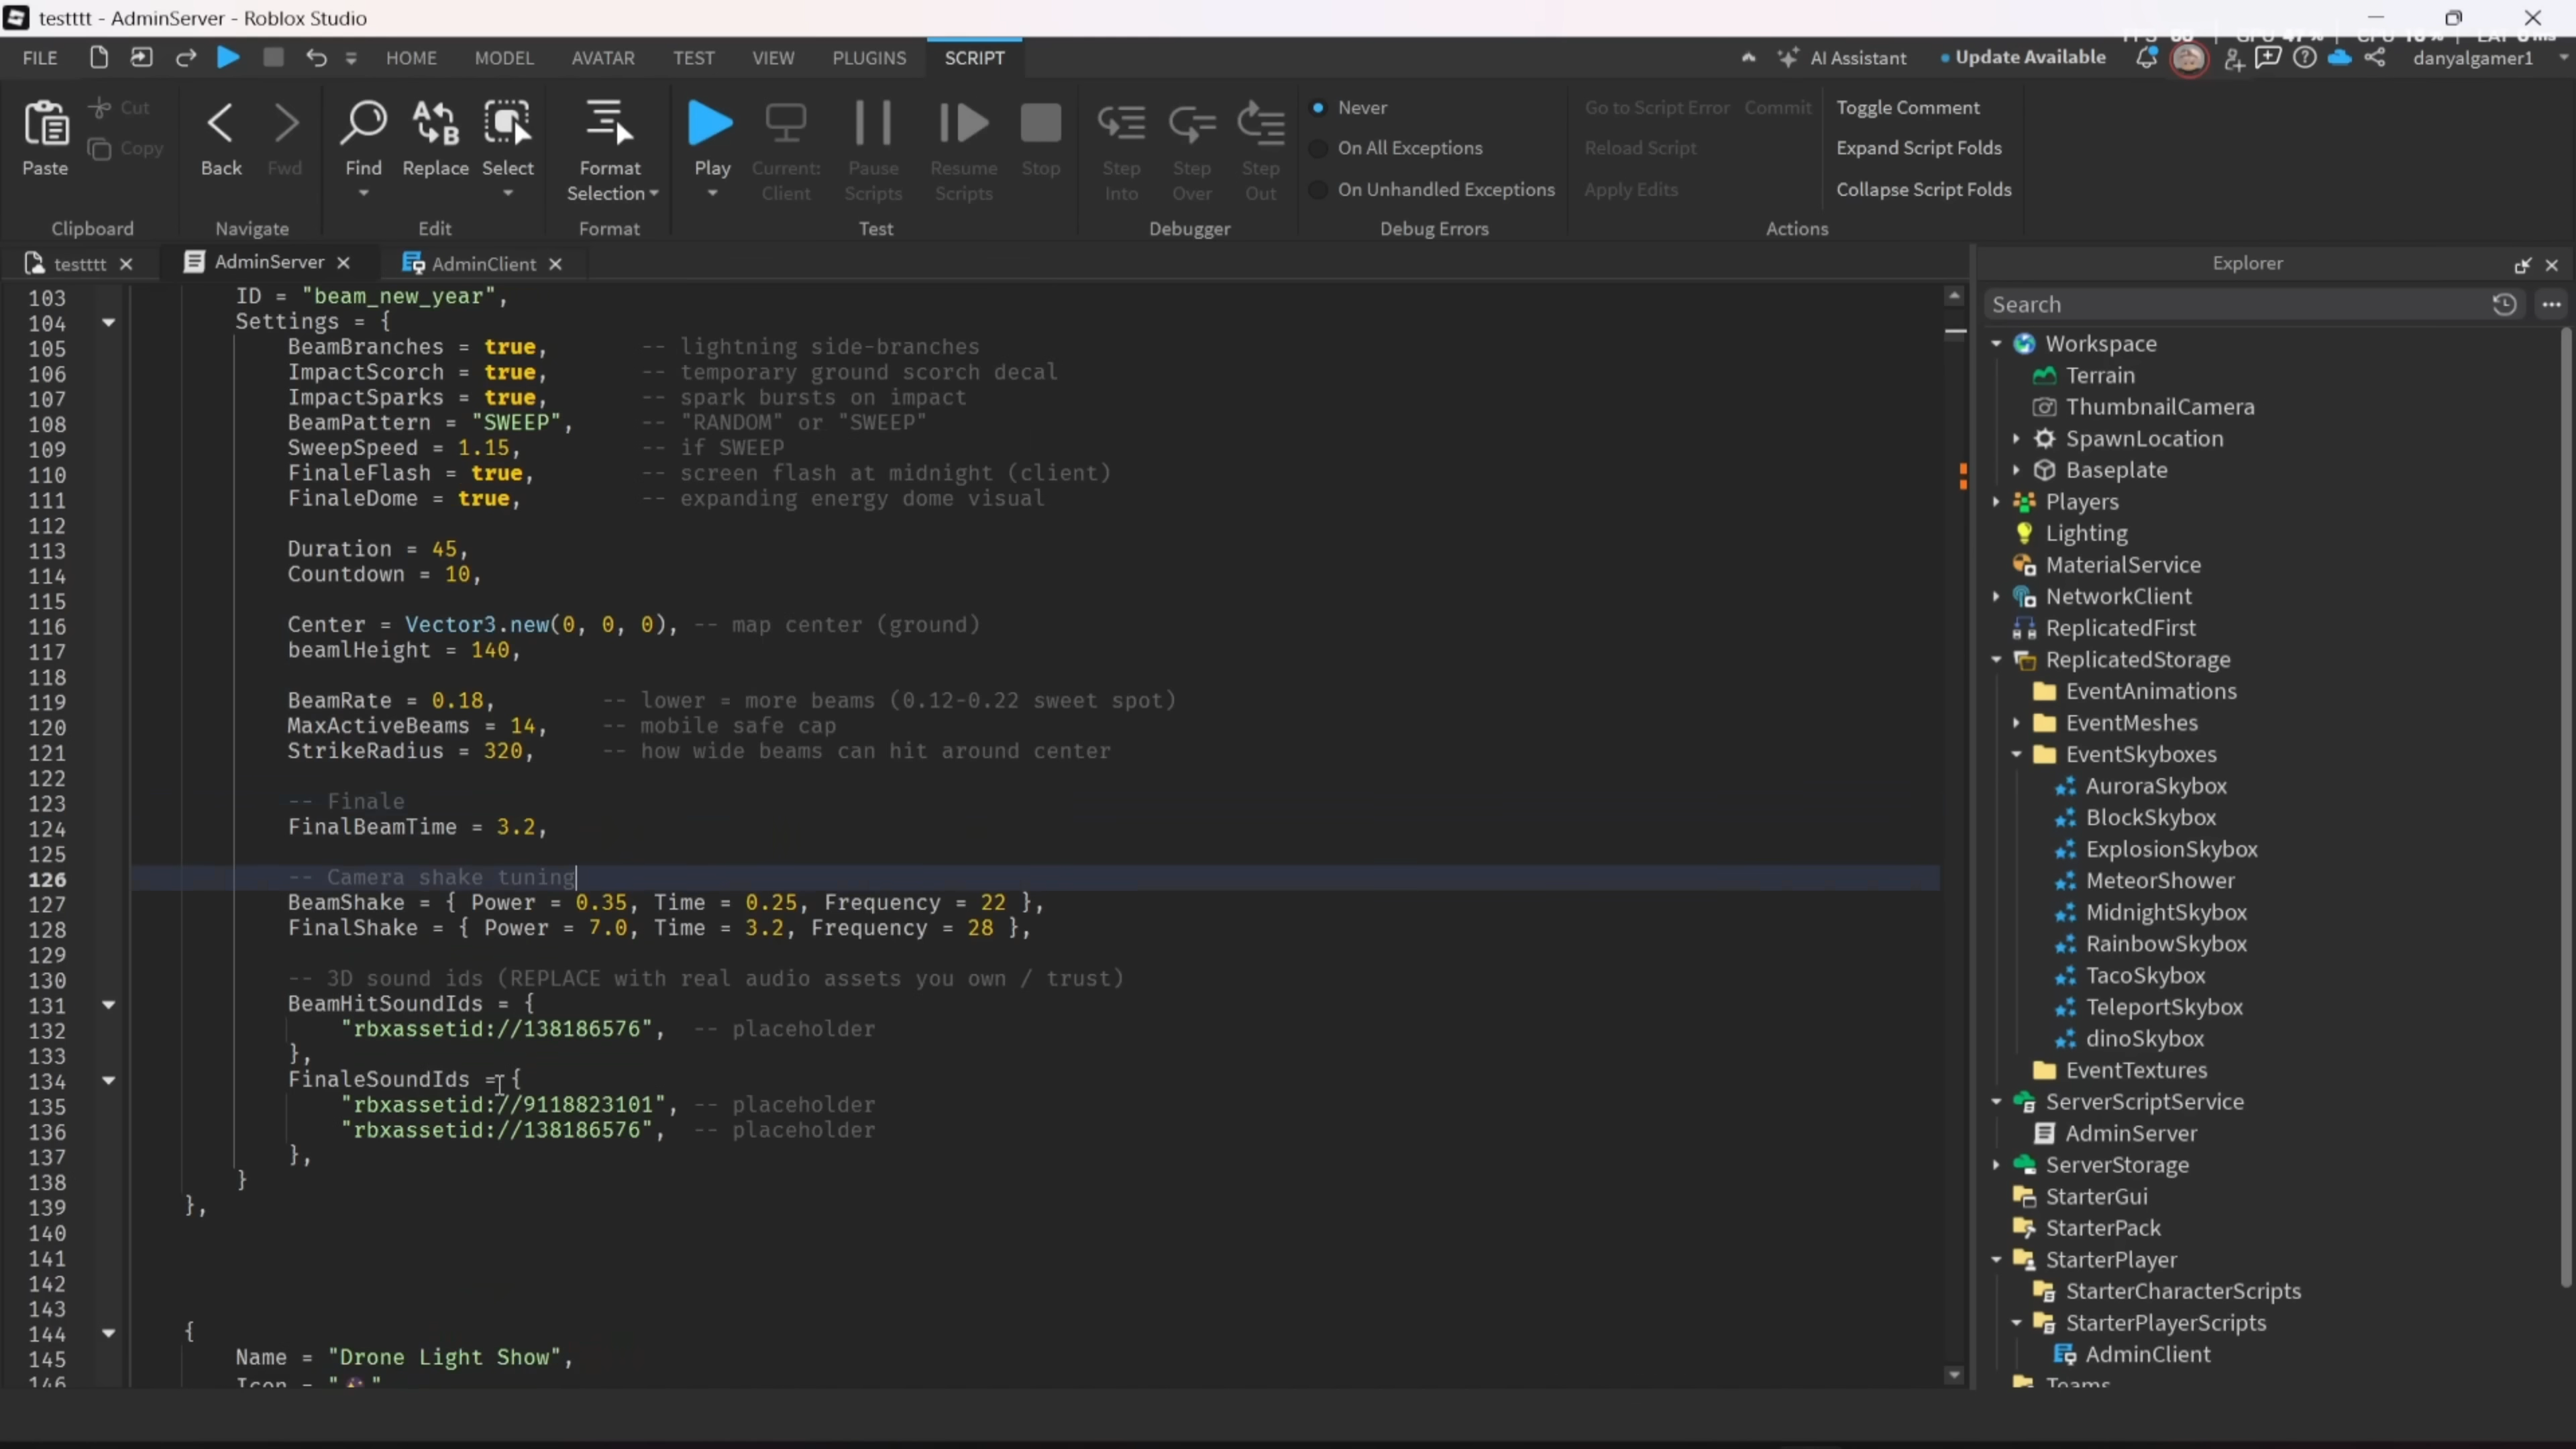 testttt - AdminServer - Roblox Studio
FILE HOME MODEL AVATAR TEST VIEW PLUGINS SCRIPT AI Assistant Update Available danyalgamer1
Paste Cut Copy
Back Fwd
Find Replace Select
Format Selection
Play Current: Client Pause Scripts Resume Scripts Stop
Step Into Step Over Step Out
Never
On All Exceptions
On Unhandled Exceptions
Go to Script Error Commit
Reload Script
Apply Edits
Toggle Comment
Expand Script Folds
Collapse Script Folds
Clipboard Navigate Edit Format Test Debugger Debug Errors Actions
testttt AdminServer AdminClient
103 ID = "beam_new_year",
104 Settings = {
105 BeamBranches = true, -- lightning side-branches
106 ImpactScorch = true, -- temporary ground scorch decal
107 ImpactSparks = true, -- spark bursts on impact
108 BeamPattern = "SWEEP", -- "RANDOM" or "SWEEP"
109 SweepSpeed = 1.15, -- if SWEEP
110 FinaleFlash = true, -- screen flash at midnight (client)
111 FinaleDome = true, -- expanding energy dome visual
112
113 Duration = 45,
114 Countdown = 10,
115
116 Center = Vector3.new(0, 0, 0), -- map center (ground)
117 beamlHeight = 140,
118
119 BeamRate = 0.18, -- lower = more beams (0.12-0.22 sweet spot)
120 MaxActiveBeams = 14, -- mobile safe cap
121 StrikeRadius = 320, -- how wide beams can hit around center
122
123 -- Finale
124 FinalBeamTime = 3.2,
125
126 -- Camera shake tuning
127 BeamShake = { Power = 0.35, Time = 0.25, Frequency = 22 },
128 FinalShake = { Power = 7.0, Time = 3.2, Frequency = 28 },
129
130 -- 3D sound ids (REPLACE with real audio assets you own / trust)
131 BeamHitSoundIds = {
132 "rbxassetid://138186576", -- placeholder
133 },
134 FinaleSoundIds = {
135 "rbxassetid://9118823101", -- placeholder
136 "rbxassetid://138186576", -- placeholder
137 },
138 }
139 },
140
141
142
143
144 {
145 Name = "Drone Light Show",
146 Icon = "
Explorer
Search
Workspace
Terrain
ThumbnailCamera
SpawnLocation
Baseplate
Players
Lighting
MaterialService
NetworkClient
ReplicatedFirst
ReplicatedStorage
EventAnimations
EventMeshes
EventSkyboxes
AuroraSkybox
BlockSkybox
ExplosionSkybox
MeteorShower
MidnightSkybox
RainbowSkybox
TacoSkybox
TeleportSkybox
dinoSkybox
EventTextures
ServerScriptService
AdminServer
ServerStorage
StarterGui
StarterPack
StarterPlayer
StarterCharacterScripts
StarterPlayerScripts
AdminClient
Teams